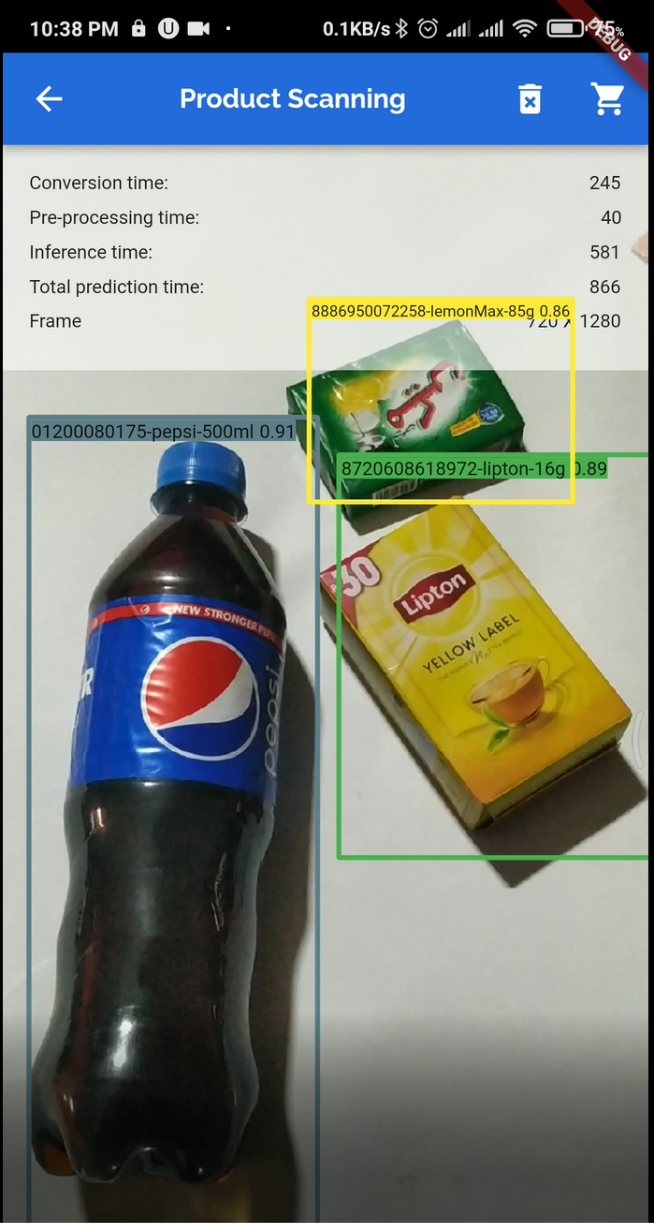 10:38 PM
0.1KB/s
75%
DEBUG
Product Scanning
Conversion time: 245
Pre-processing time: 40
Inference time: 581
Total prediction time: 866
Frame 720 X 1280
8886950072258-lemonMax-85g 0.86
01200080175-pepsi-500ml 0.91
8720608618972-lipton-16g 0.89
30
Lipton
YELLOW LABEL
NEW STRONGER
pepsi